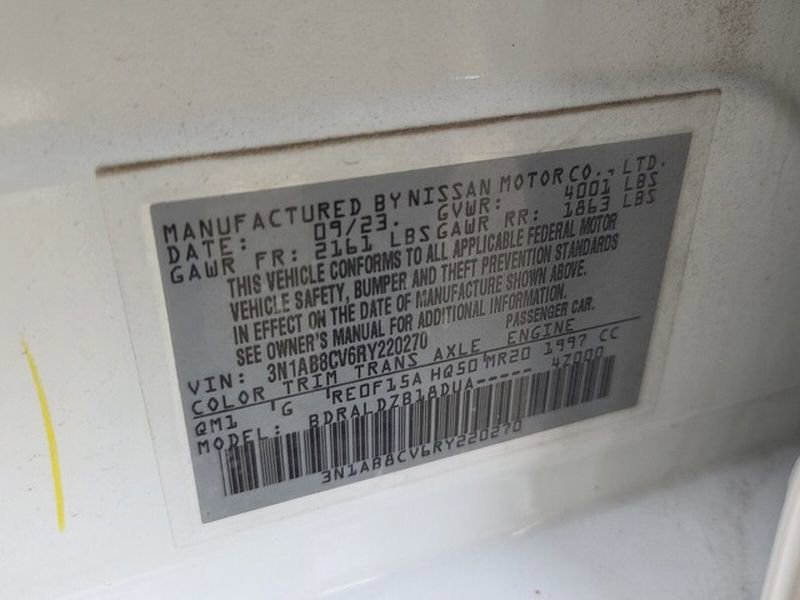 MANUFACTURED BY NISSAN MOTOR CO., LTD.
DATE: 09/23. GVWR: 4001 LBS
GAWR FR: 2161 LBS GAWR RR: 1863 LBS
THIS VEHICLE CONFORMS TO ALL APPLICABLE FEDERAL MOTOR
VEHICLE SAFETY, BUMPER AND THEFT PREVENTION STANDARDS
IN EFFECT ON THE DATE OF MANUFACTURE SHOWN ABOVE.
SEE OWNER'S MANUAL FOR ADDITIONAL INFORMATION.
VIN: 3N1AB8CV6RY220270 PASSENGER CAR.
COLOR TRIM TRANS AXLE ENGINE
QM1 'G 'RE0F15A HQ50'MR20 1997 CC
MODEL: BDRALDZB18DUA----- 4Z000
3N1AB8CV6RY220270